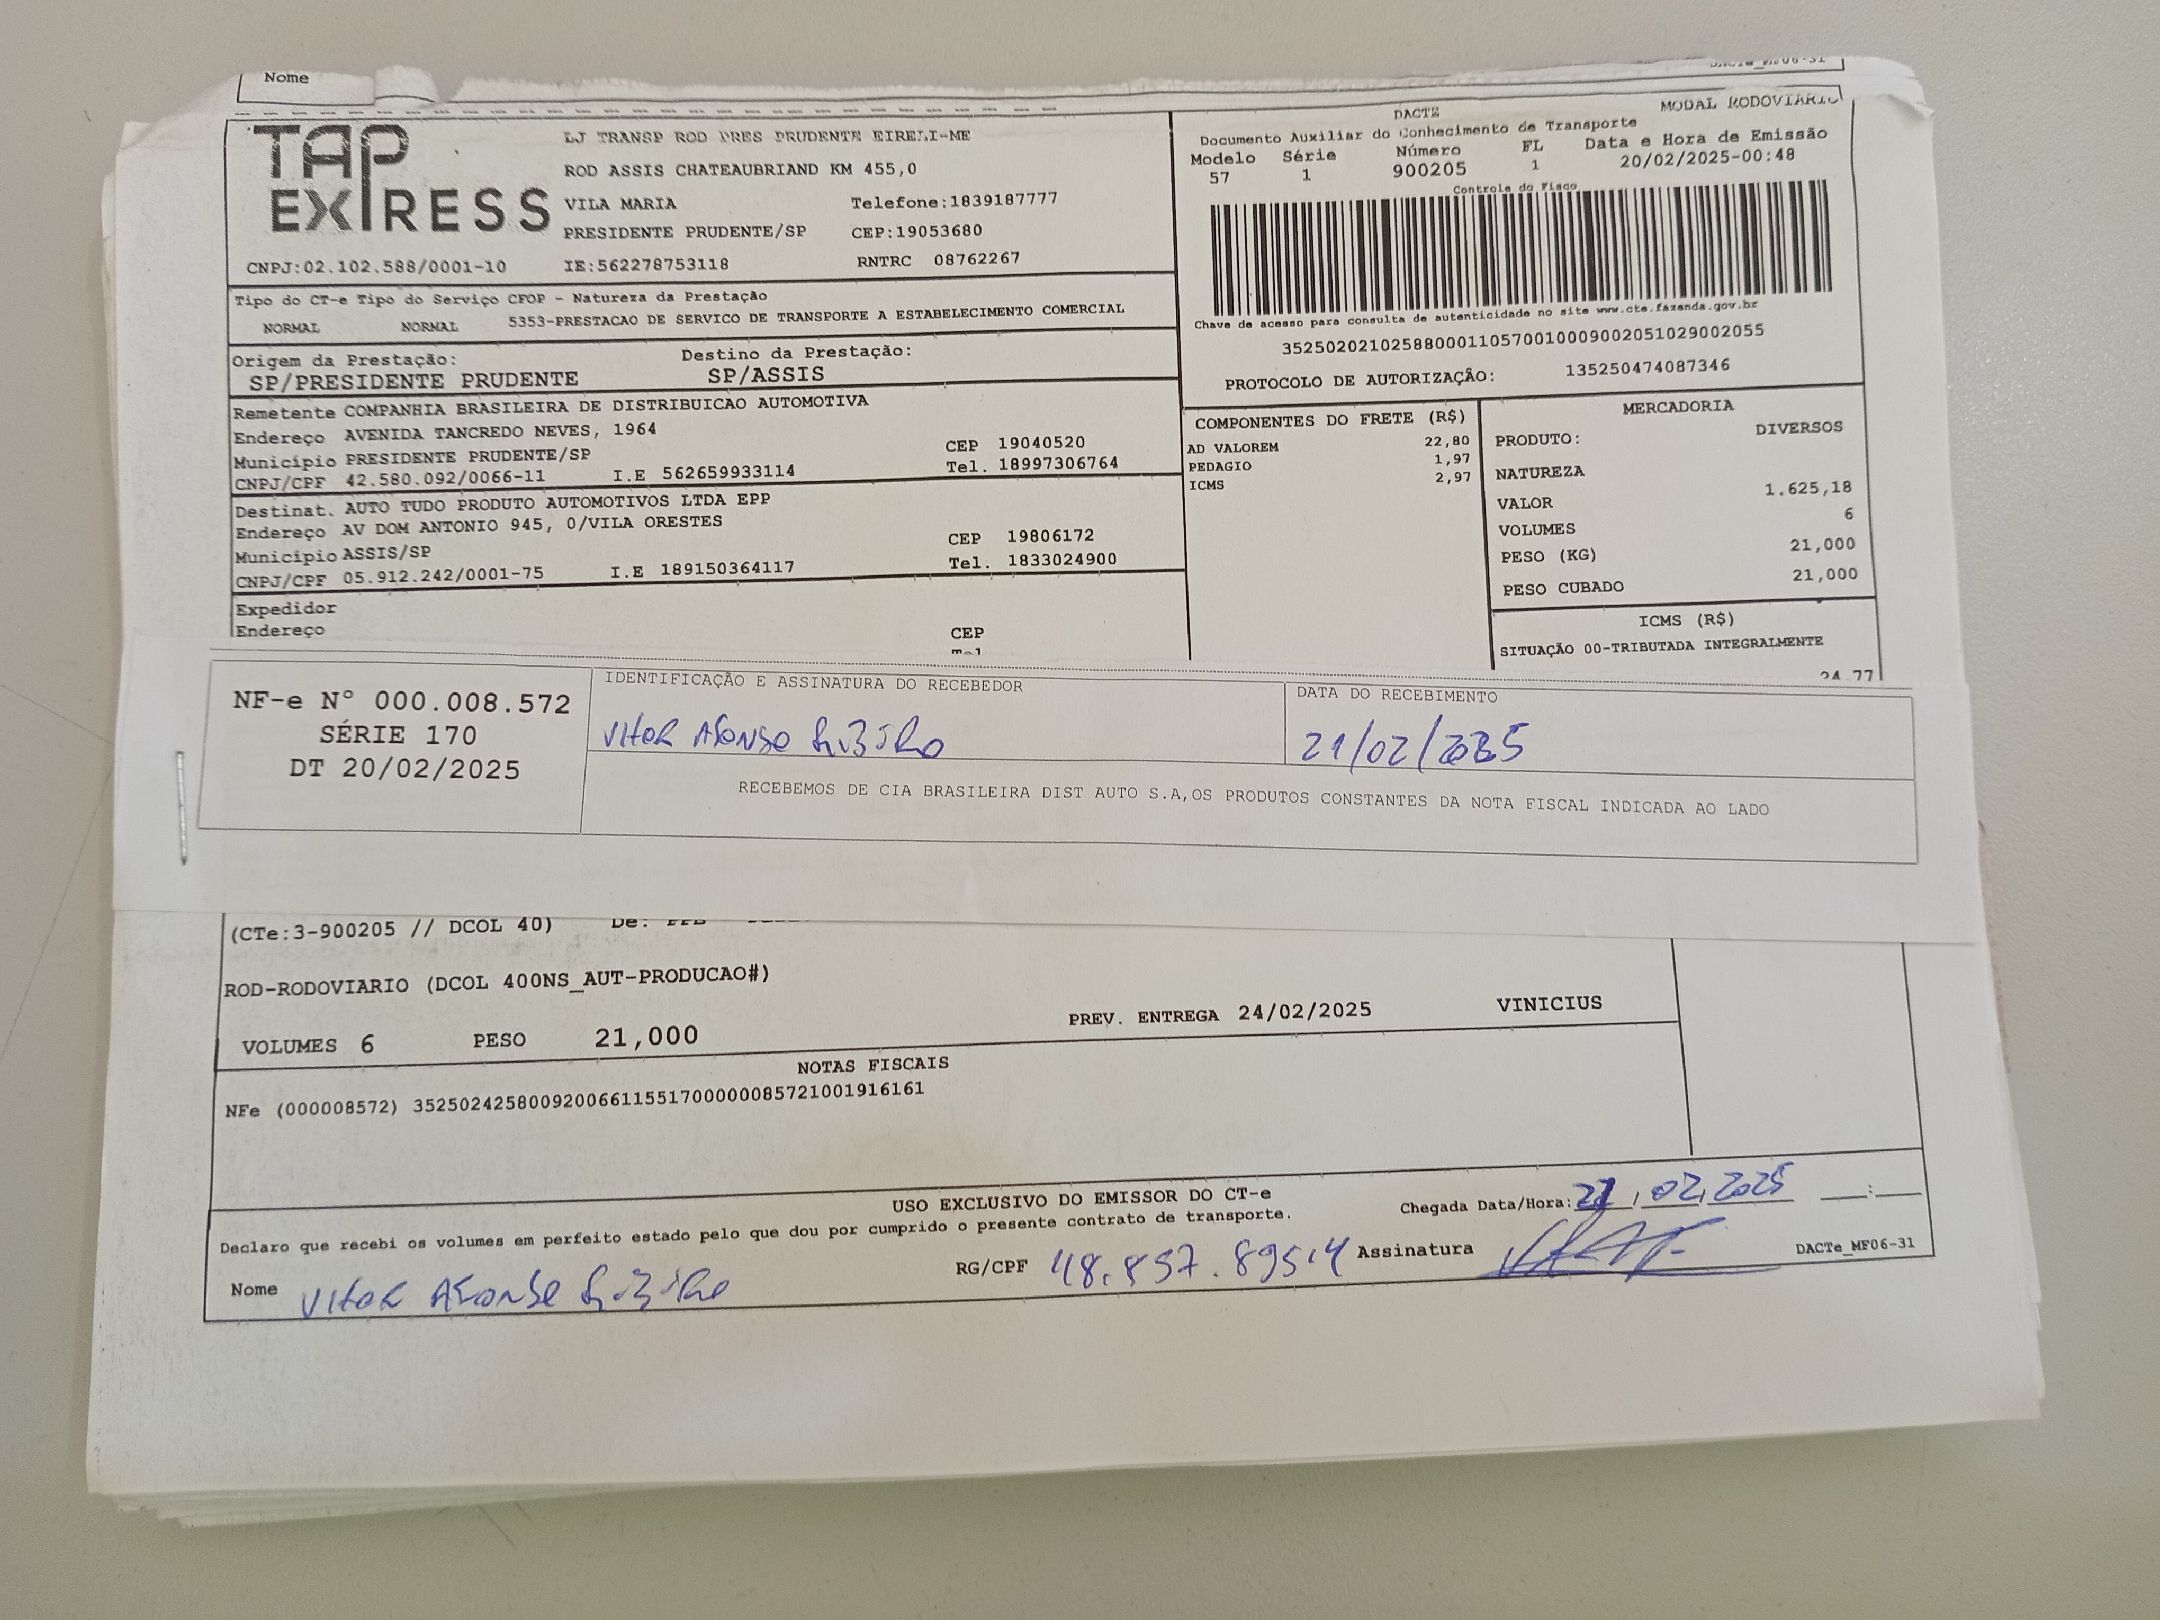 Nome
DACTe_MF06-31
TAP EXPRESS
LJ TRANSP ROD PRES PRUDENTE EIRELI-ME
ROD ASSIS CHATEAUBRIAND KM 455,0
VILA MARIA Telefone:1839187777
PRESIDENTE PRUDENTE/SP CEP:19053680
CNPJ:02.102.588/0001-10 IE:562278753118 RNTRC 08762267
DACTE MODAL RODOVIARIO
Documento Auxiliar do Conhecimento de Transporte
Modelo Série Número FL Data e Hora de Emissão
57 1 900205 1 20/02/2025-00:48
Controle do Fisco
Chave de acesso para consulta de autenticidade no site www.cte.fazenda.gov.br
35250202102588000110570010009002051029002055
PROTOCOLO DE AUTORIZAÇÃO: 135250474087346
Tipo do CT-e Tipo do Serviço CFOP - Natureza da Prestação
NORMAL NORMAL 5353-PRESTACAO DE SERVICO DE TRANSPORTE A ESTABELECIMENTO COMERCIAL
Origem da Prestação: Destino da Prestação:
SP/PRESIDENTE PRUDENTE SP/ASSIS
Remetente COMPANHIA BRASILEIRA DE DISTRIBUICAO AUTOMOTIVA
Endereço AVENIDA TANCREDO NEVES, 1964
Município PRESIDENTE PRUDENTE/SP CEP 19040520
CNPJ/CPF 42.580.092/0066-11 I.E 562659933114 Tel. 18997306764
Destinat. AUTO TUDO PRODUTO AUTOMOTIVOS LTDA EPP
Endereço AV DOM ANTONIO 945, 0/VILA ORESTES
Município ASSIS/SP CEP 19806172
CNPJ/CPF 05.912.242/0001-75 I.E 189150364117 Tel. 1833024900
Expedidor
Endereço
CEP
COMPONENTES DO FRETE (R$)
AD VALOREM 22,80
PEDAGIO 1,97
ICMS 2,97
MERCADORIA
PRODUTO: DIVERSOS
NATUREZA
VALOR 1.625,18
VOLUMES 6
PESO (KG) 21,000
PESO CUBADO 21,000
ICMS (R$)
SITUAÇÃO 00-TRIBUTADA INTEGRALMENTE
24,77
NF-e N° 000.008.572
SÉRIE 170
DT 20/02/2025
IDENTIFICAÇÃO E ASSINATURA DO RECEBEDOR
Vitor Afonso
DATA DO RECEBIMENTO
21/02/2025
RECEBEMOS DE CIA BRASILEIRA DIST AUTO S.A,OS PRODUTOS CONSTANTES DA NOTA FISCAL INDICADA AO LADO
(CTe:3-900205 // DCOL 40) De:
ROD-RODOVIARIO (DCOL 400NS_AUT-PRODUCAO#)
VOLUMES 6 PESO 21,000 PREV. ENTREGA 24/02/2025 VINICIUS
NOTAS FISCAIS
NFe (000008572) 35250242580092006611551700000085721001916161
USO EXCLUSIVO DO EMISSOR DO CT-e
Declaro que recebi os volumes em perfeito estado pelo que dou por cumprido o presente contrato de transporte.
Chegada Data/Hora: 21/02/2025 __:__
Nome Vitor Afonso
RG/CPF 48.857.895-4 Assinatura
DACTe_MF06-31